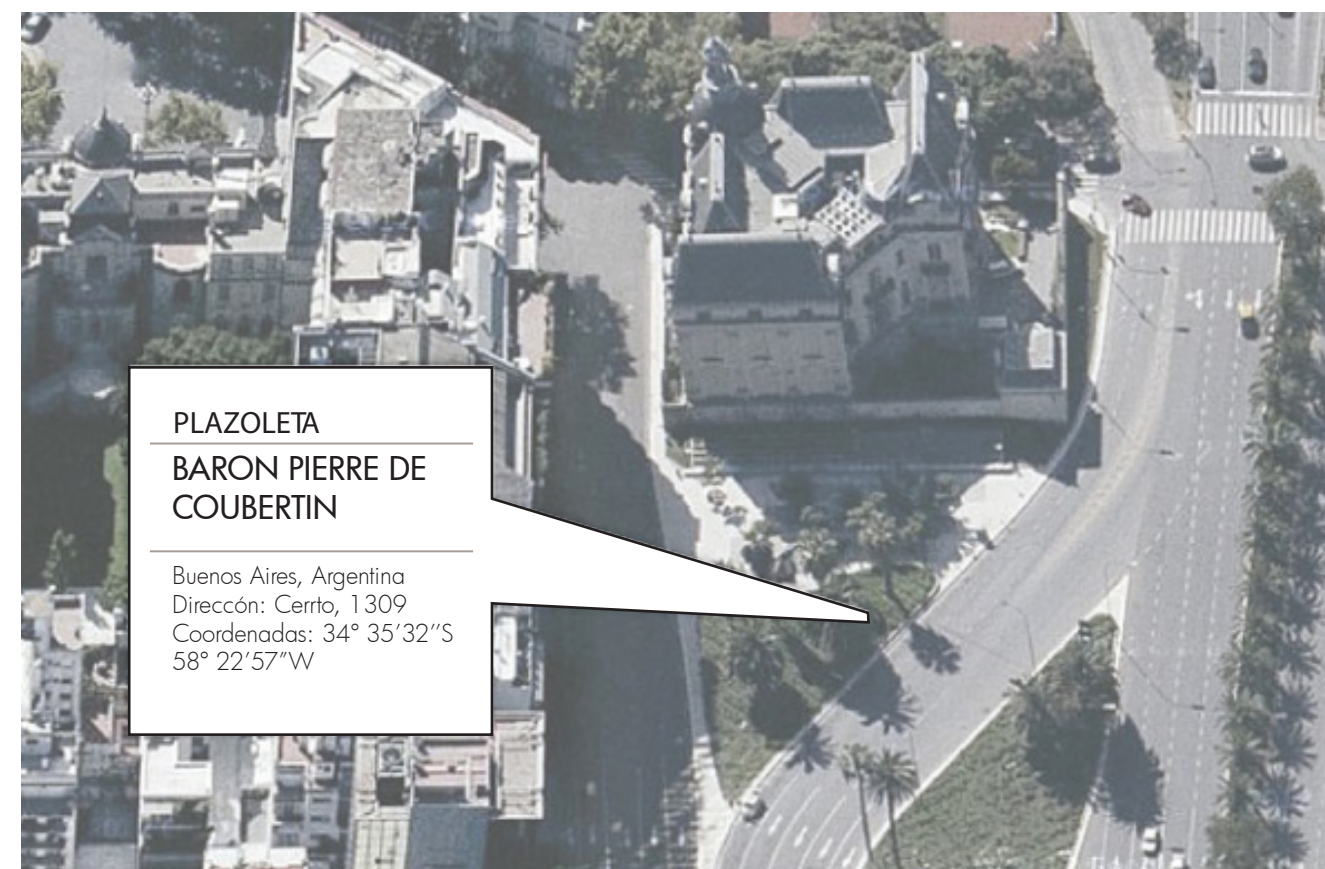 PLAZOLETA
BARON PIERRE DE
COUBERTIN
Buenos Aires, Argentina
Direccón: Cerrto, 1309
Coordenadas: 34° 35’32’’S
58° 22’57’’W